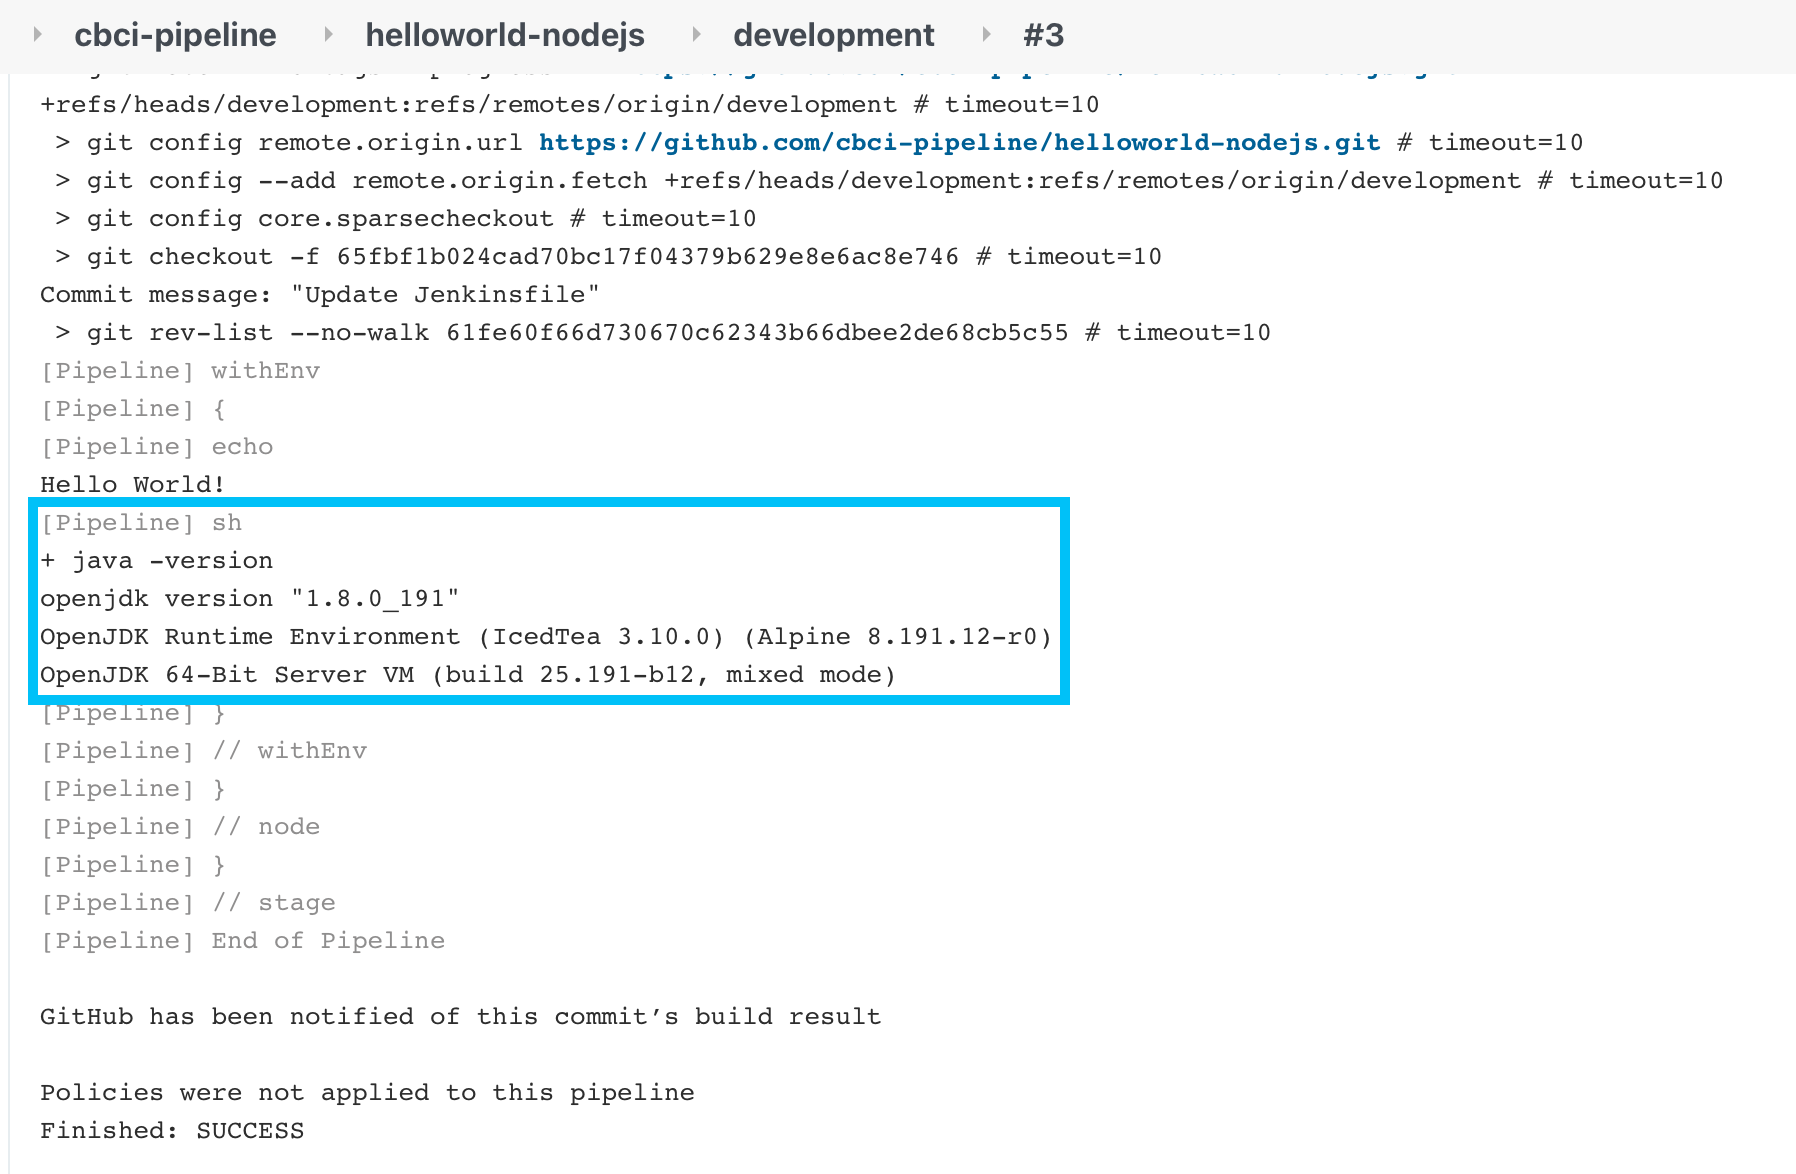 cbci-pipeline helloworld-nodejs development #3
+refs/heads/development:refs/remotes/origin/development # timeout=10
> git config remote.origin.url https://github.com/cbci-pipeline/helloworld-nodejs.git # timeout=10
> git config --add remote.origin.fetch +refs/heads/development:refs/remotes/origin/development # timeout=10
> git config core.sparsecheckout # timeout=10
> git checkout -f 65fbf1b024cad70bc17f04379b629e8e6ac8e746 # timeout=10
Commit message: "Update Jenkinsfile"
> git rev-list --no-walk 61fe60f66d730670c62343b66dbee2de68cb5c55 # timeout=10
[Pipeline] withEnv
[Pipeline] {
[Pipeline] echo
Hello World!
[Pipeline] sh
+ java -version
openjdk version "1.8.0_191"
OpenJDK Runtime Environment (IcedTea 3.10.0) (Alpine 8.191.12-r0)
OpenJDK 64-Bit Server VM (build 25.191-b12, mixed mode)
[Pipeline] }
[Pipeline] // withEnv
[Pipeline] }
[Pipeline] // node
[Pipeline] }
[Pipeline] // stage
[Pipeline] End of Pipeline
GitHub has been notified of this commit’s build result
Policies were not applied to this pipeline
Finished: SUCCESS